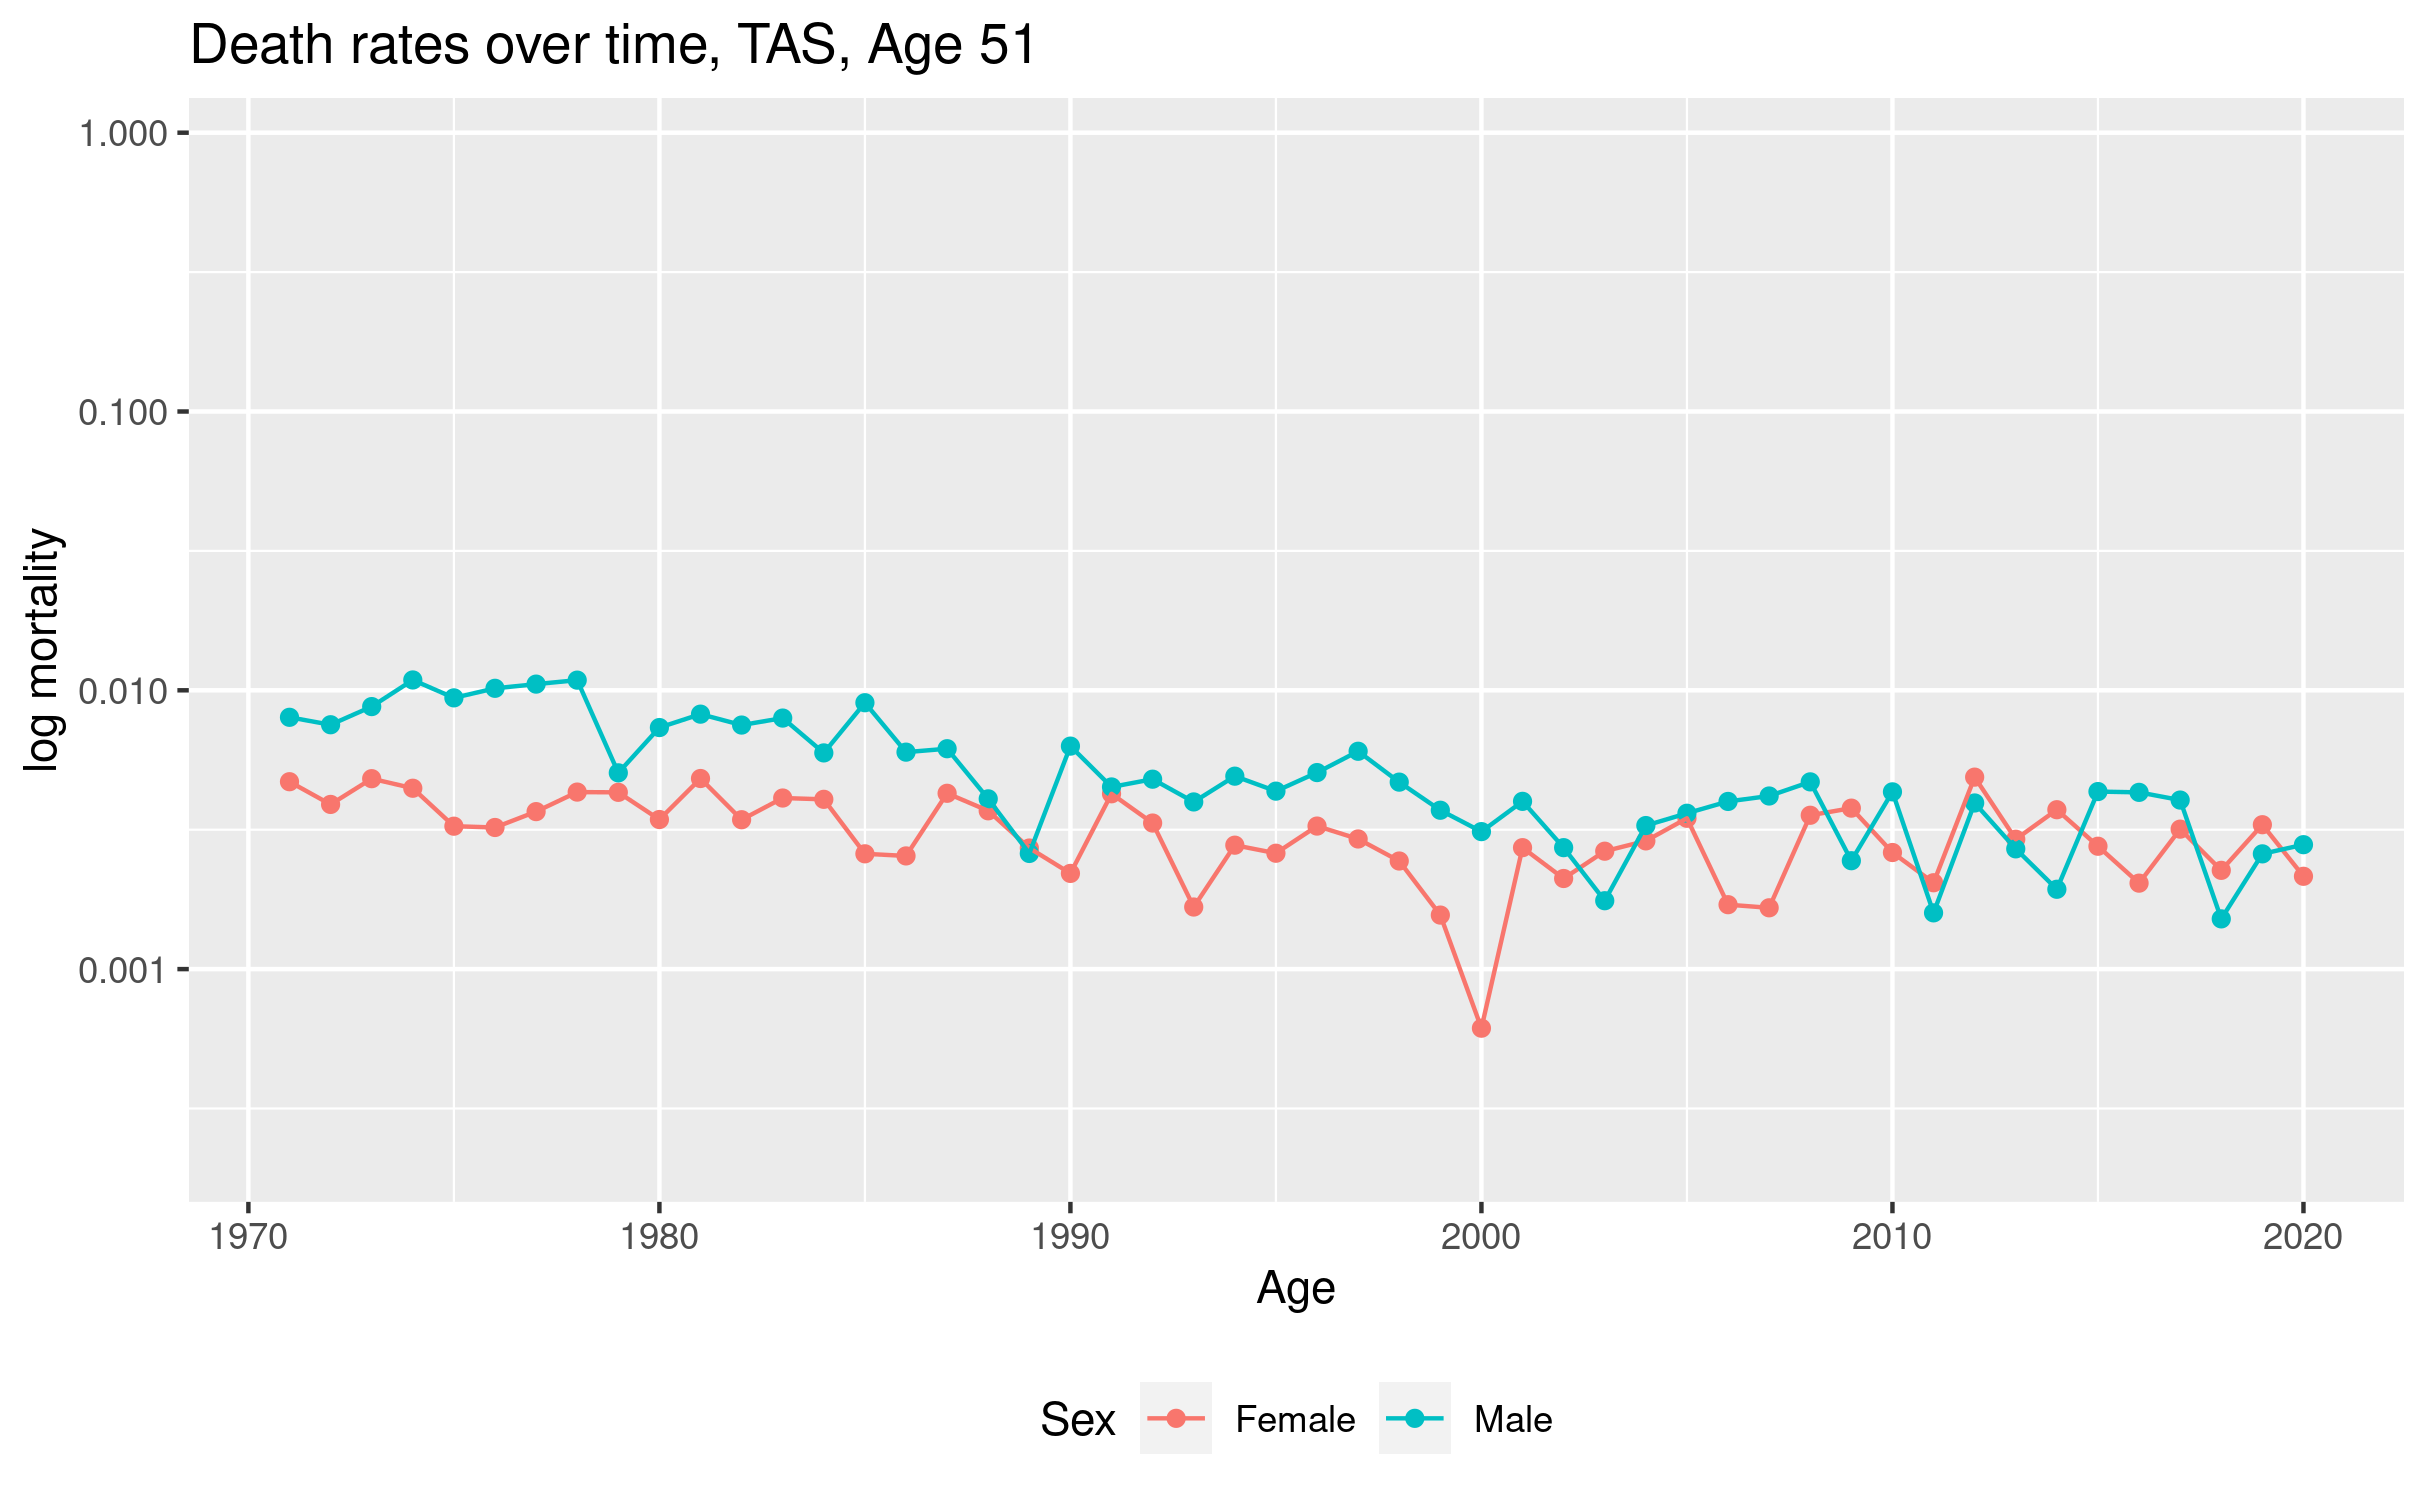 Death rates over time, TAS, Age 51
1.000
0.100
0.010
0.001
log mortality
1970 1980 1990 2000 2010 2020
Age
Sex Female Male